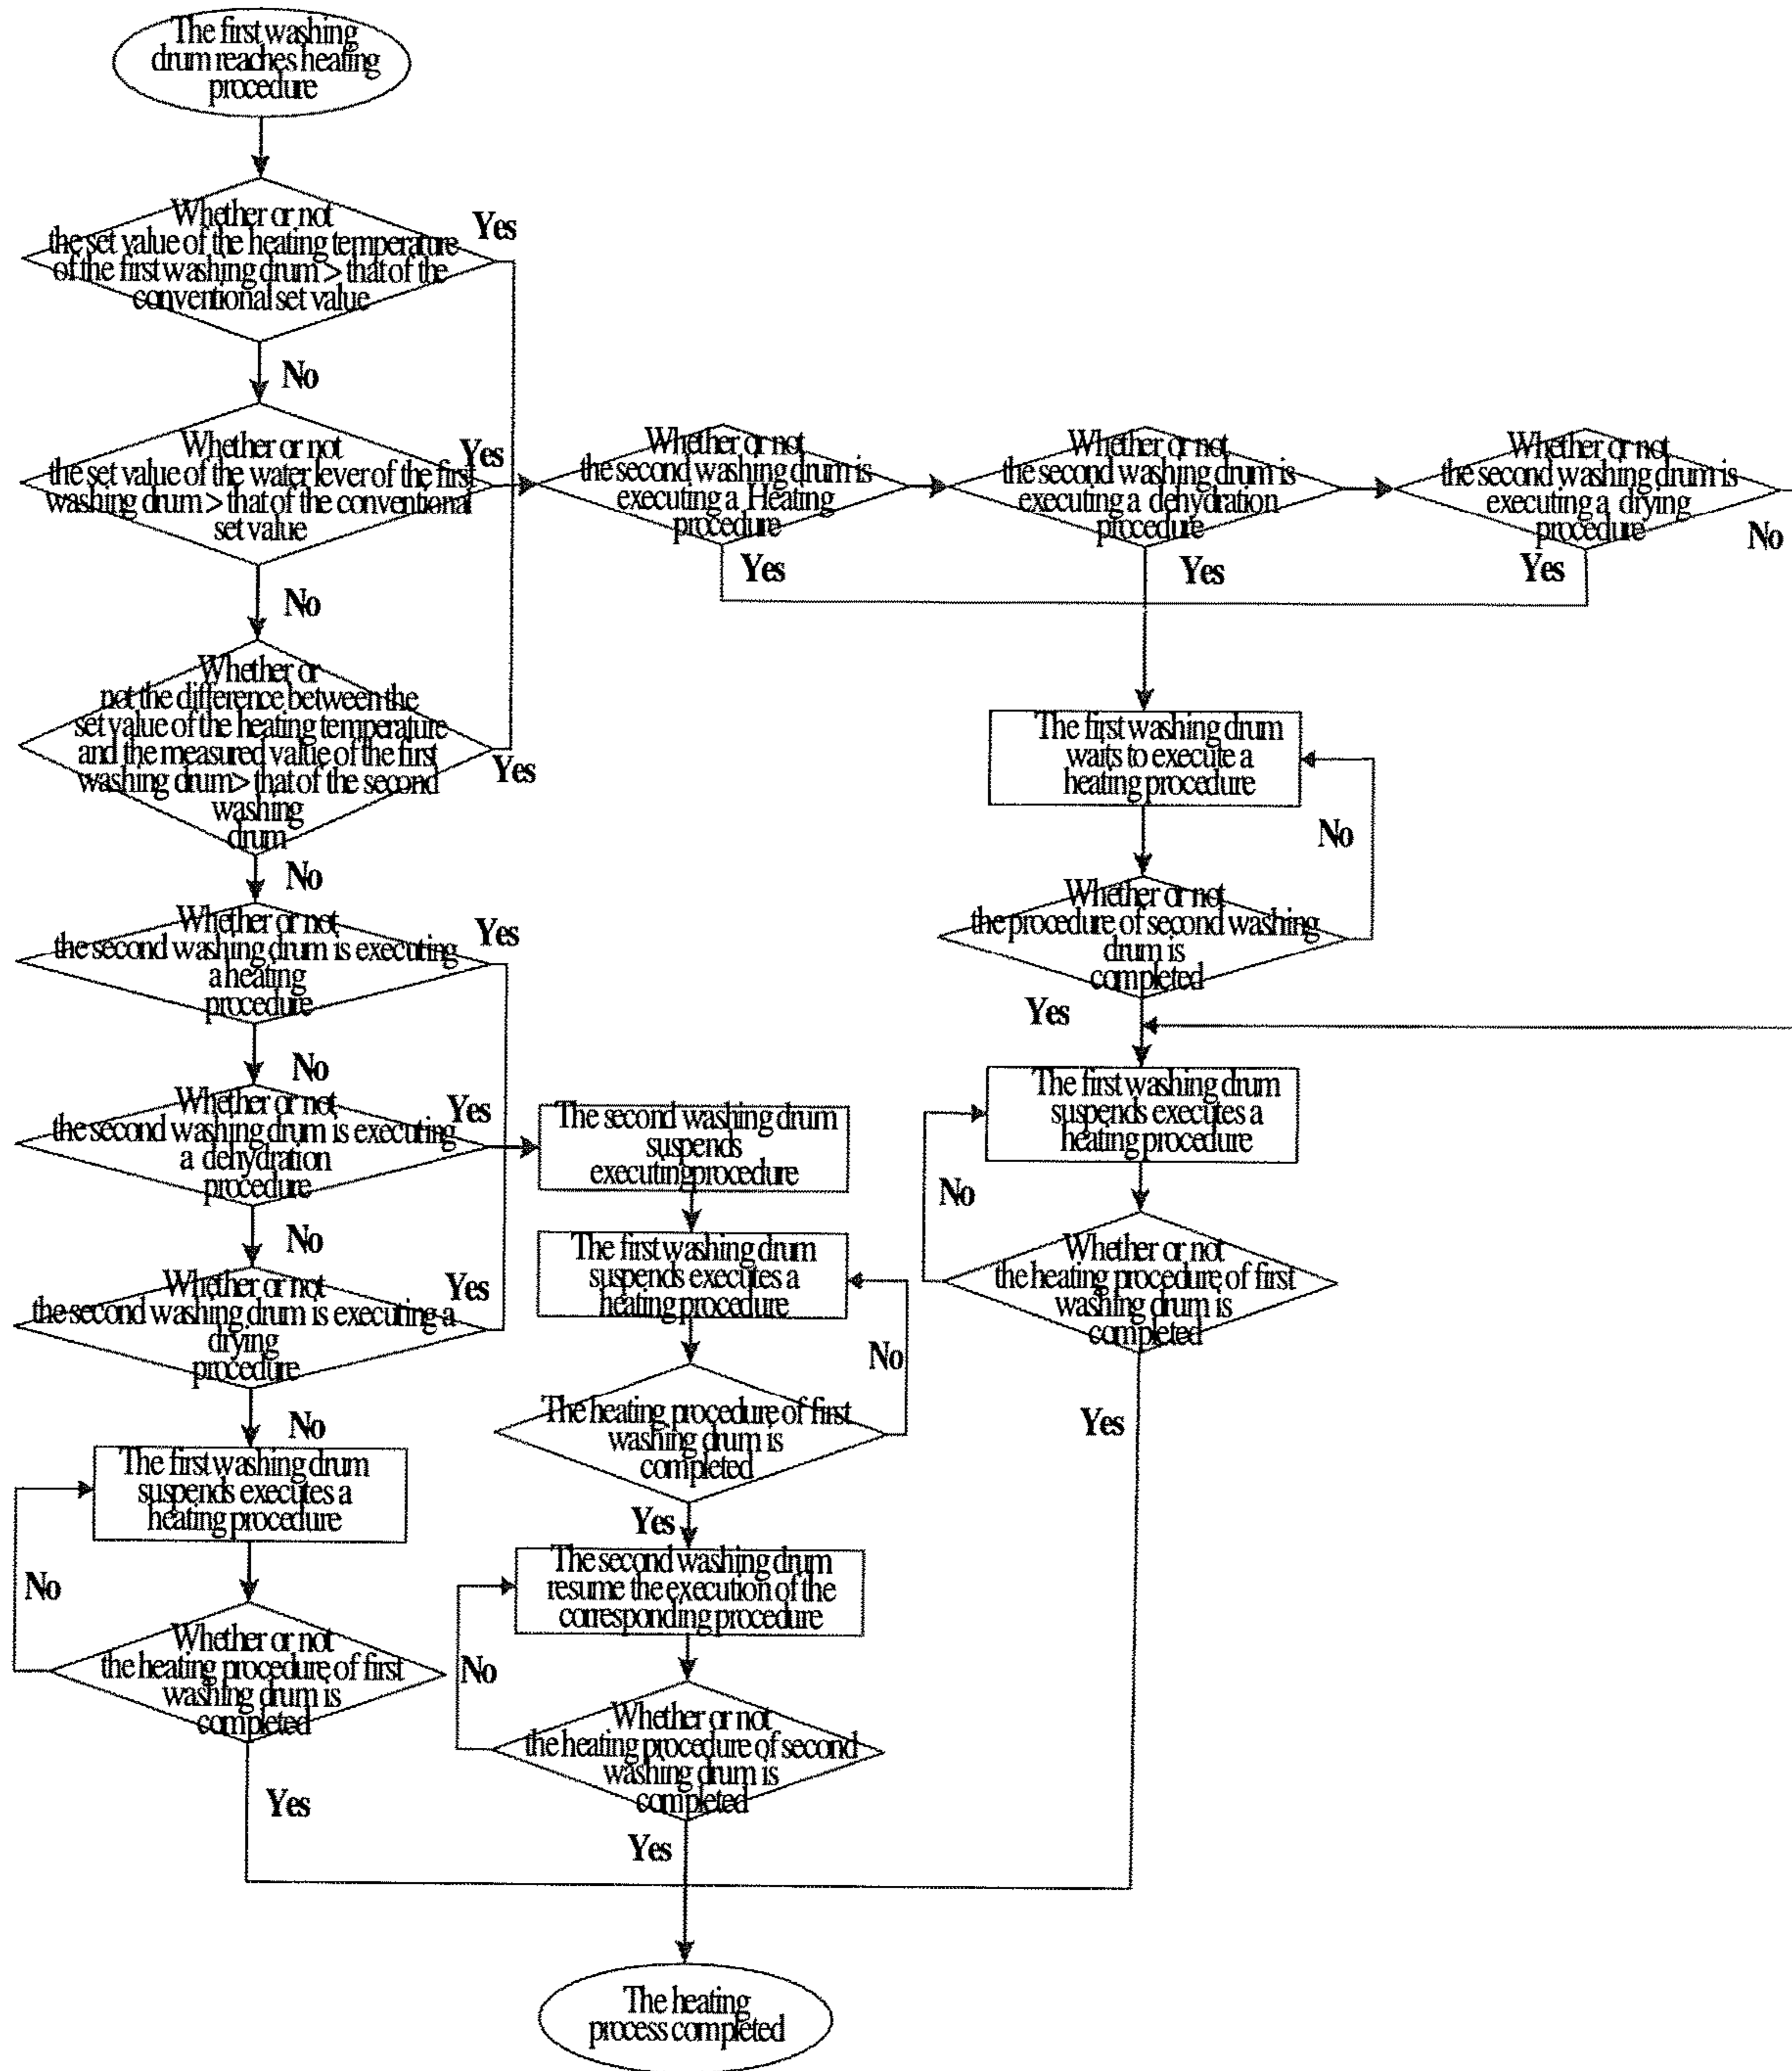 The first washing
drum reaches heating
procedure
Whether or not
the set value of the heating temperature
of the first washing drum > that of the
conventional set value
Yes
No
Whether or not
the set value of the water lever of the first
washing drum > that of the conventional
set value
Yes
No
Whether or
not the difference between the
set value of the heating temperature
and the measured value of the first
washing drum > that of the second
washing
drum
Yes
No
Whether or not
the second washing drum is
executing a Heating
procedure
Yes
Whether or not
the second washing drum is
executing a dehydration
procedure
Yes
Whether or not
the second washing drum is
executing a drying
procedure
Yes
No
The first washing drum
waits to execute a
heating procedure
No
Whether or not
the procedure of second washing
drum is
completed
Yes
The first washing drum
suspends executes a
heating procedure
No
Whether or not
the heating procedure of first
washing drum is
completed
Yes
Whether or not
the second washing drum is executing
a heating
procedure
Yes
No
Whether or not
the second washing drum is executing
a dehydration
procedure
Yes
No
Whether or not
the second washing drum is executing a
drying
procedure
Yes
No
The first washing drum
suspends executes a
heating procedure
No
Whether or not
the heating procedure of first
washing drum is
completed
Yes
The second washing drum
suspends
executing procedure
The first washing drum
suspends executes a
heating procedure
No
The heating procedure of first
washing drum is
completed
Yes
The second washing drum
resume the execution of the
corresponding procedure
No
Whether or not
the heating procedure of second
washing drum is
completed
Yes
The heating
process completed